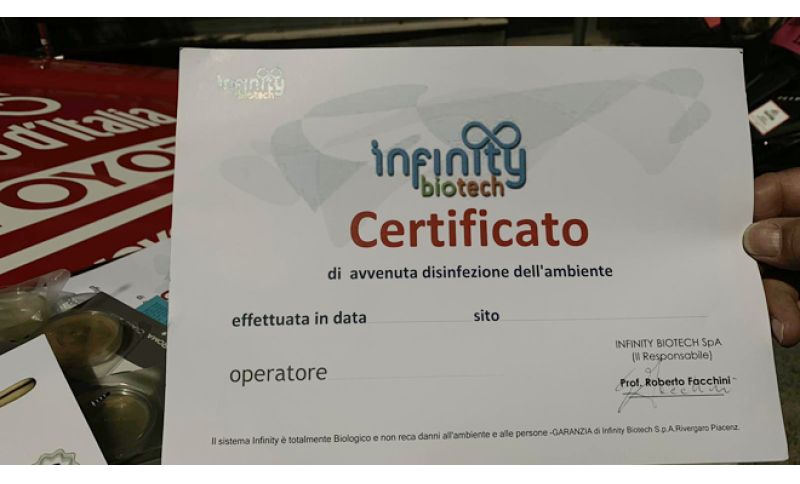 infinity
biotech
o d'Italia
TOYO
infinity
biotech
Certificato
di avvenuta disinfezione dell'ambiente
effettuata in data sito
operatore
INFINITY BIOTECH SpA
(Il Responsabile)
Prof. Roberto Facchini
Il sistema Infinity è totalmente Biologico e non reca danni all'ambiente e alle persone -GARANZIA di Infinity Biotech S.p.A.Rivergaro Piacenz.